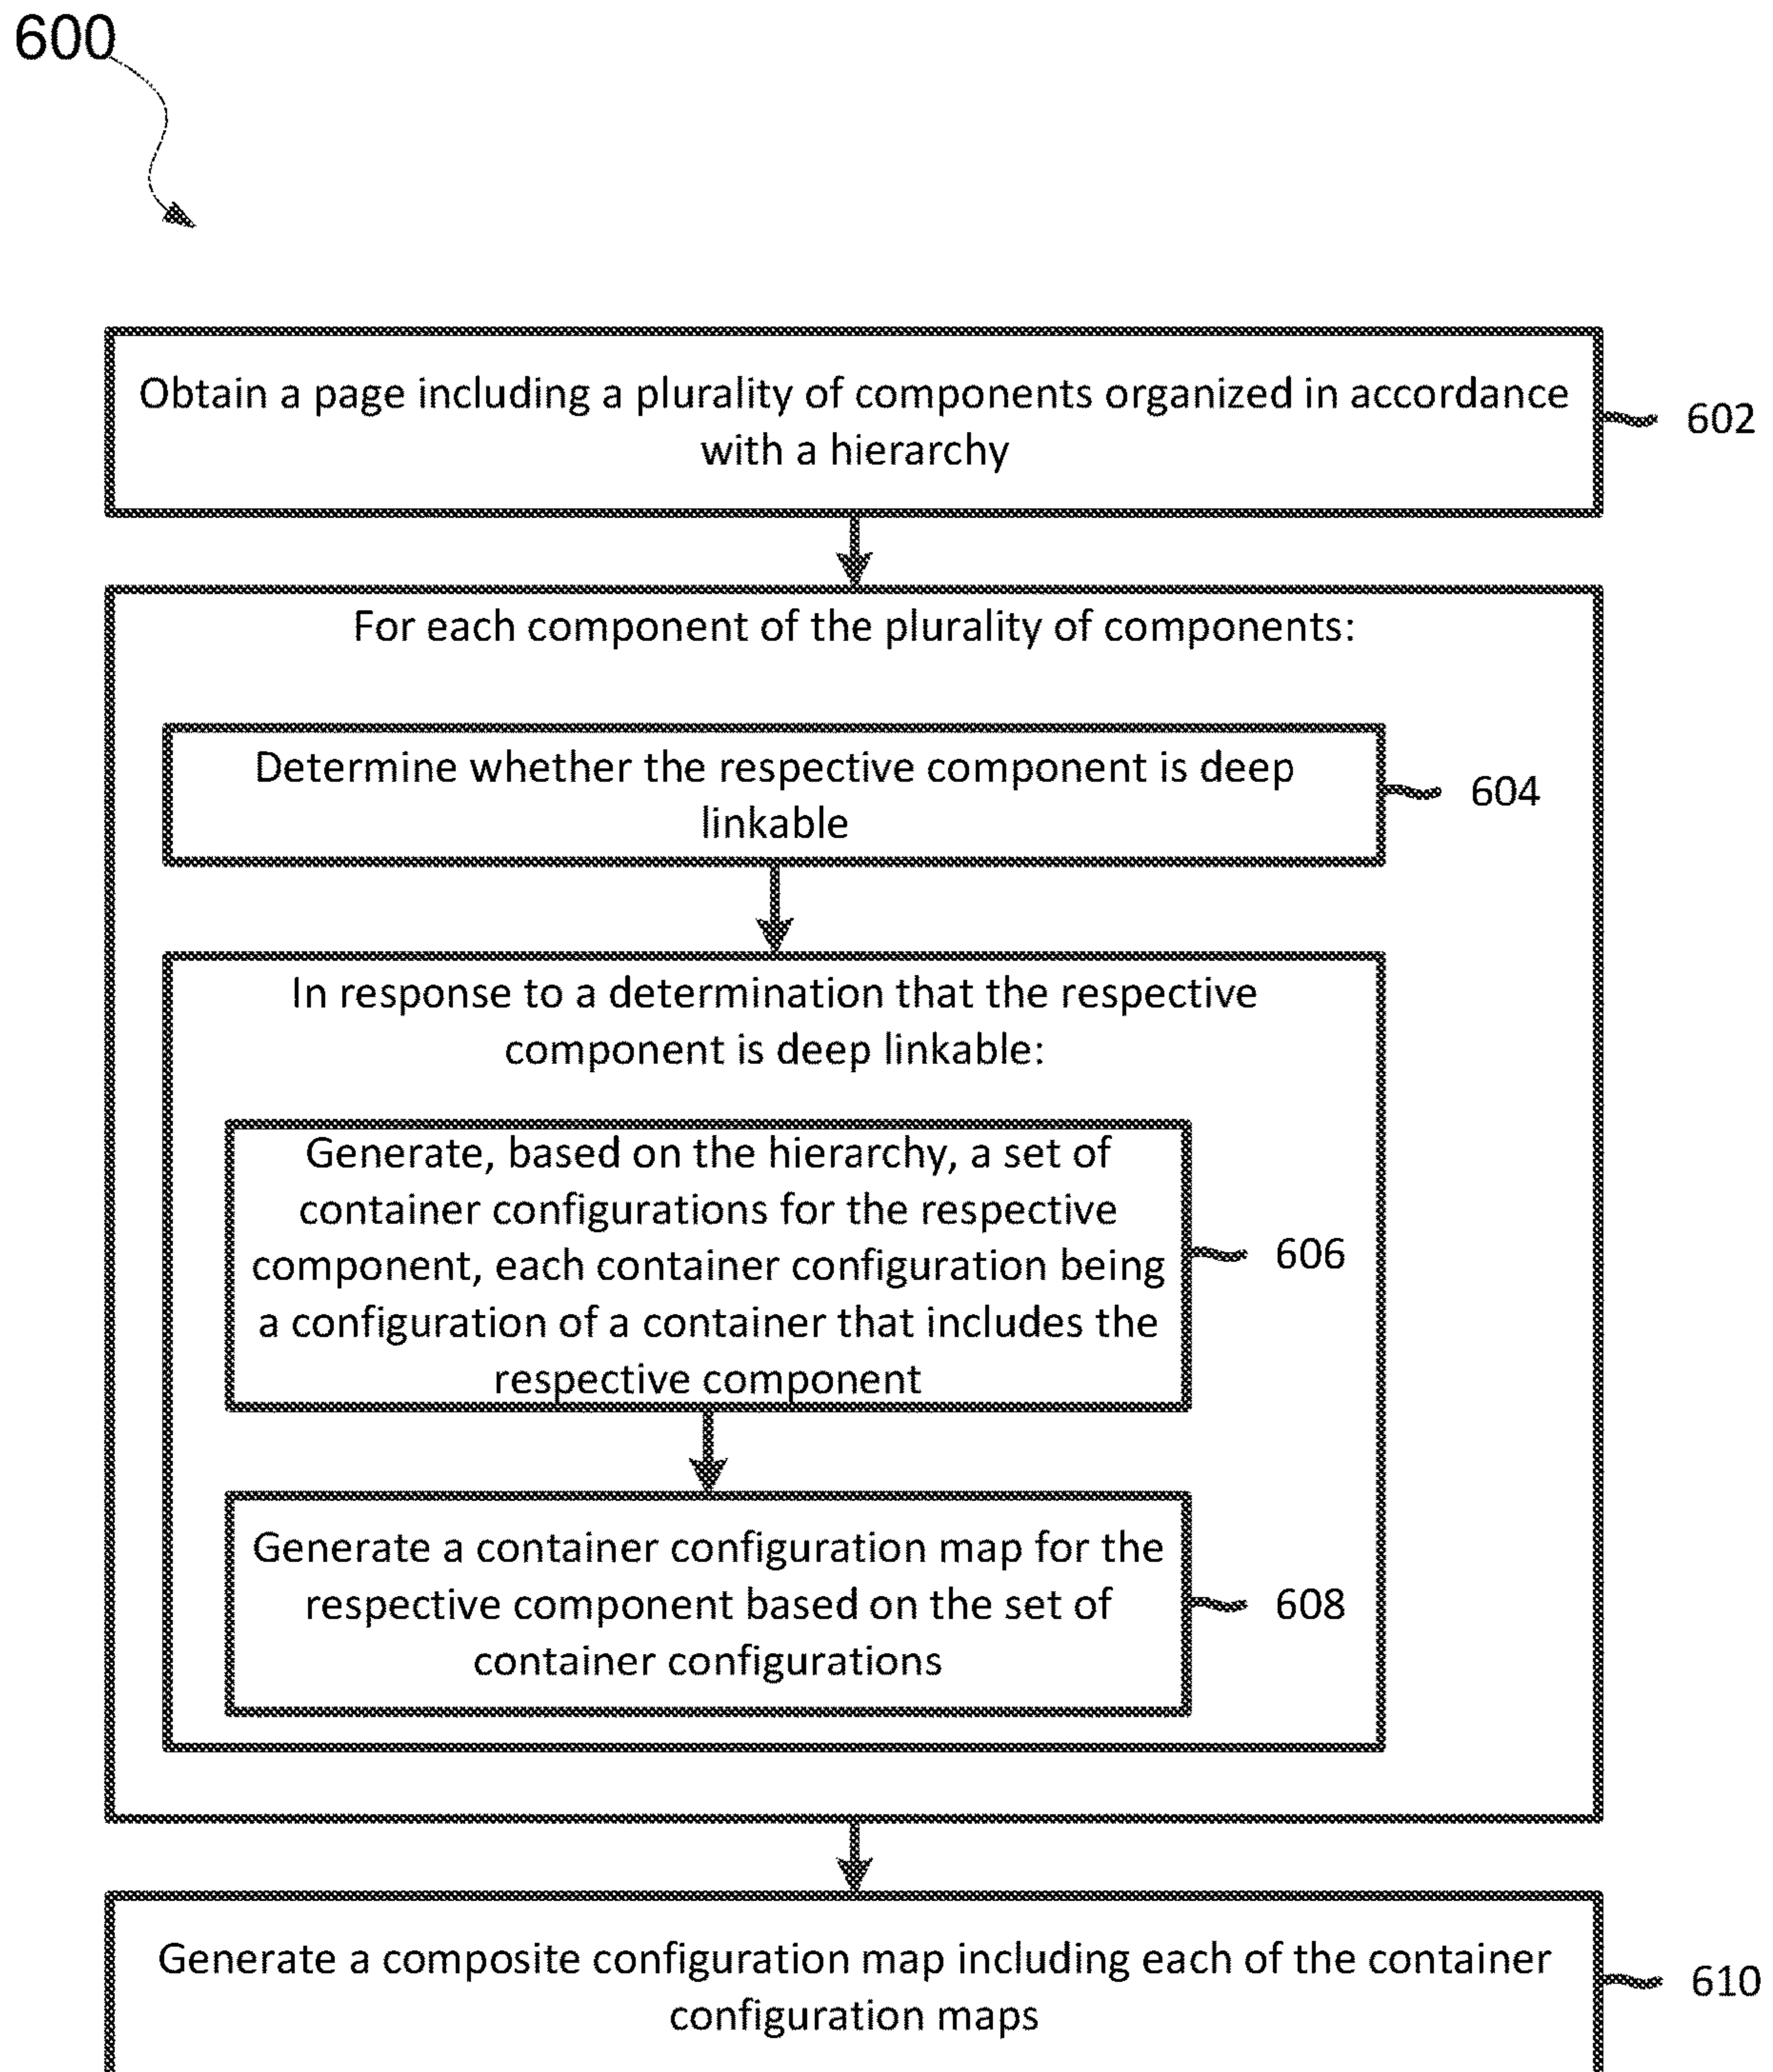 600
Obtain a page including a plurality of components organized in accordance
with a hierarchy
602
For each component of the plurality of components:
Determine whether the respective component is deep
linkable
604
In response to a determination that the respective
component is deep linkable:
Generate, based on the hierarchy, a set of
container configurations for the respective
component, each container configuration being
a configuration of a container that includes the
respective component
606
Generate a container configuration map for the
respective component based on the set of
container configurations
608
Generate a composite configuration map including each of the container
configuration maps
610